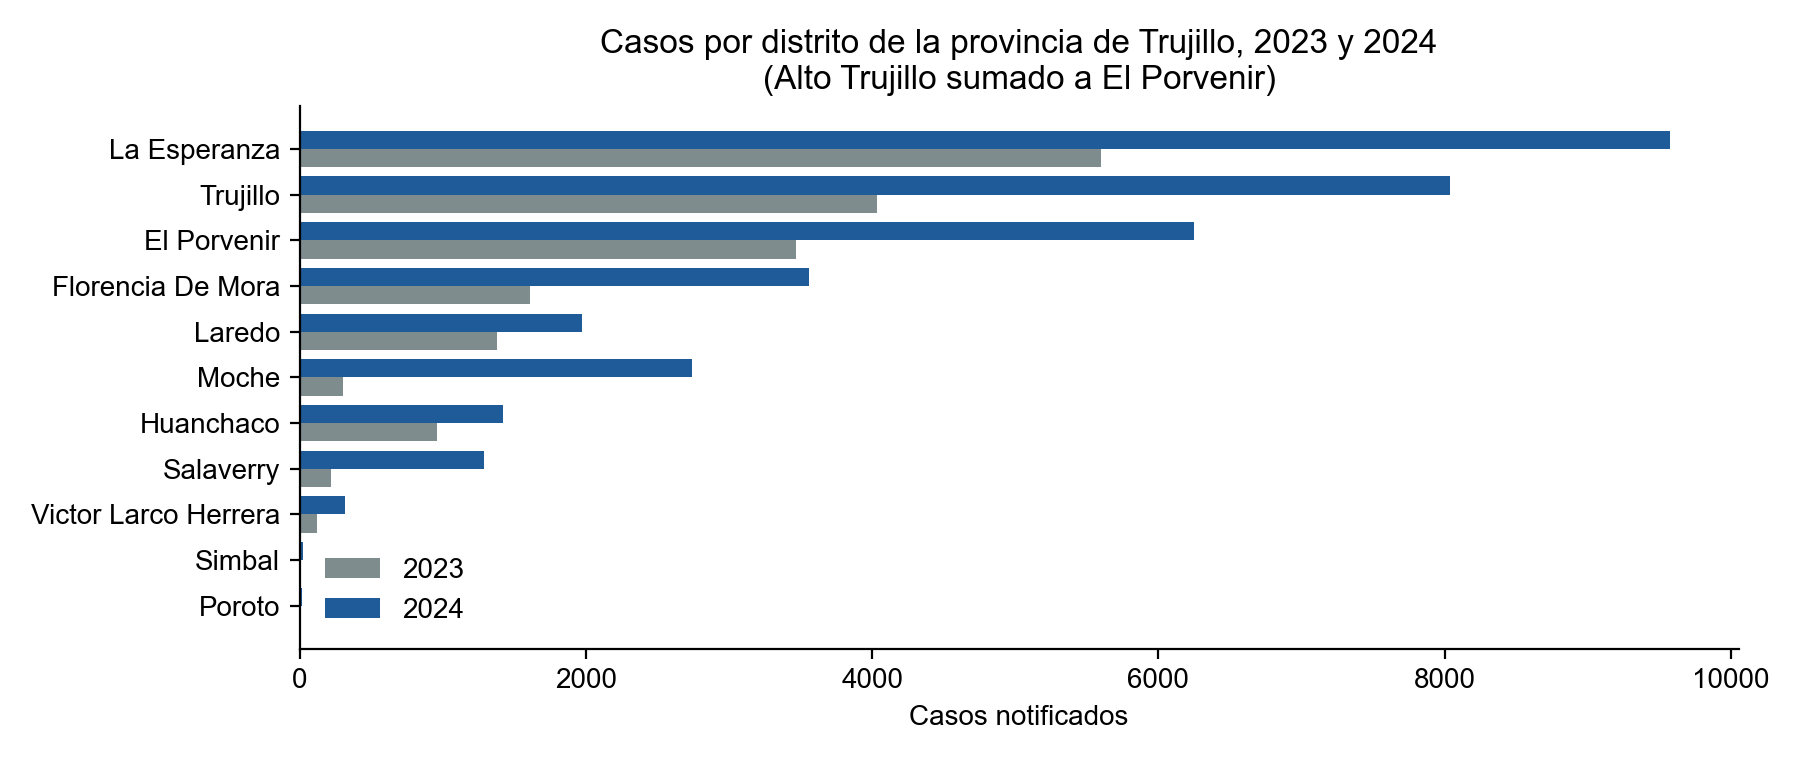 Casos por distrito de la provincia de Trujillo, 2023 y 2024
(Alto Trujillo sumado a El Porvenir)
La Esperanza
Trujillo
El Porvenir
Florencia De Mora
Laredo
Moche
Huanchaco
Salaverry
Victor Larco Herrera
Simbal
Poroto
2023
2024
0 2000 4000 6000 8000 10000
Casos notificados